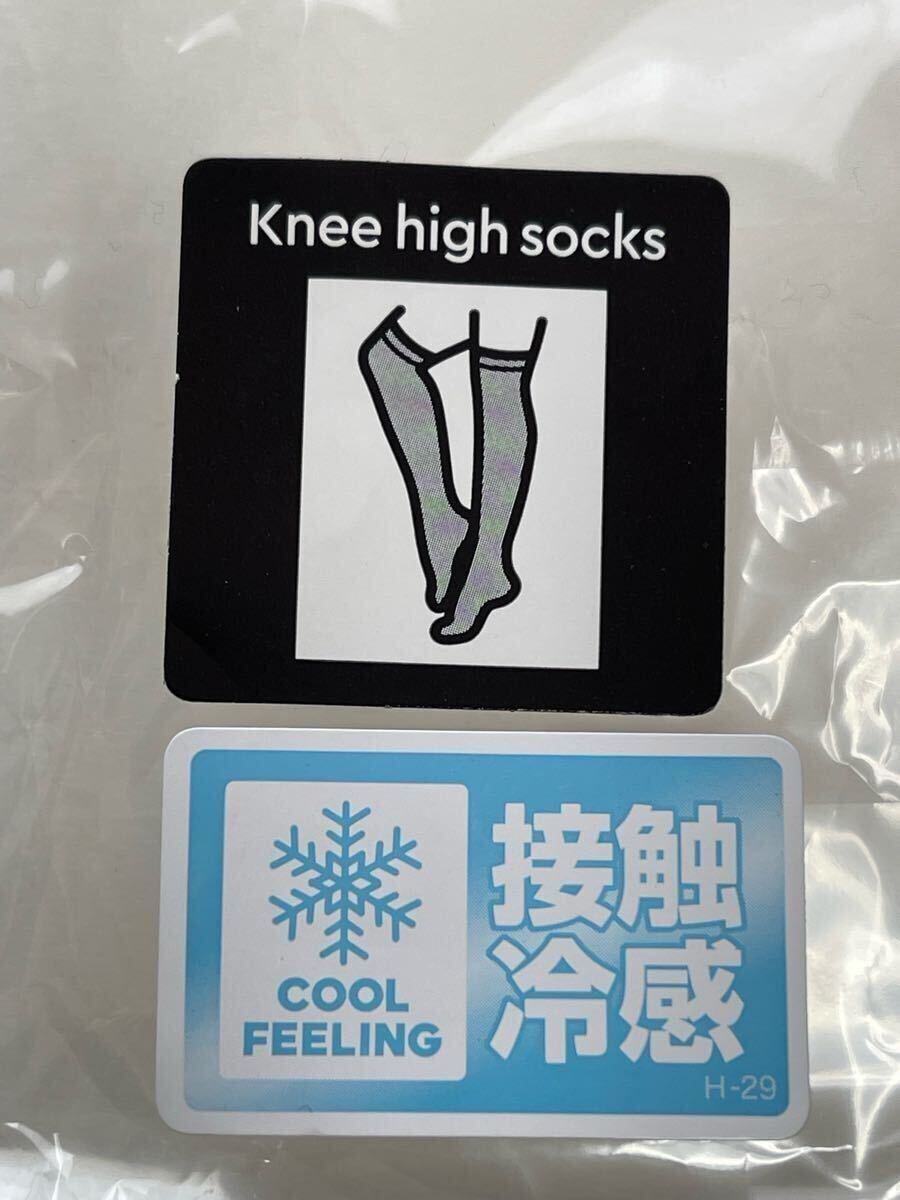 Knee high socks
COOL
FEELING
接触
冷感
H-29